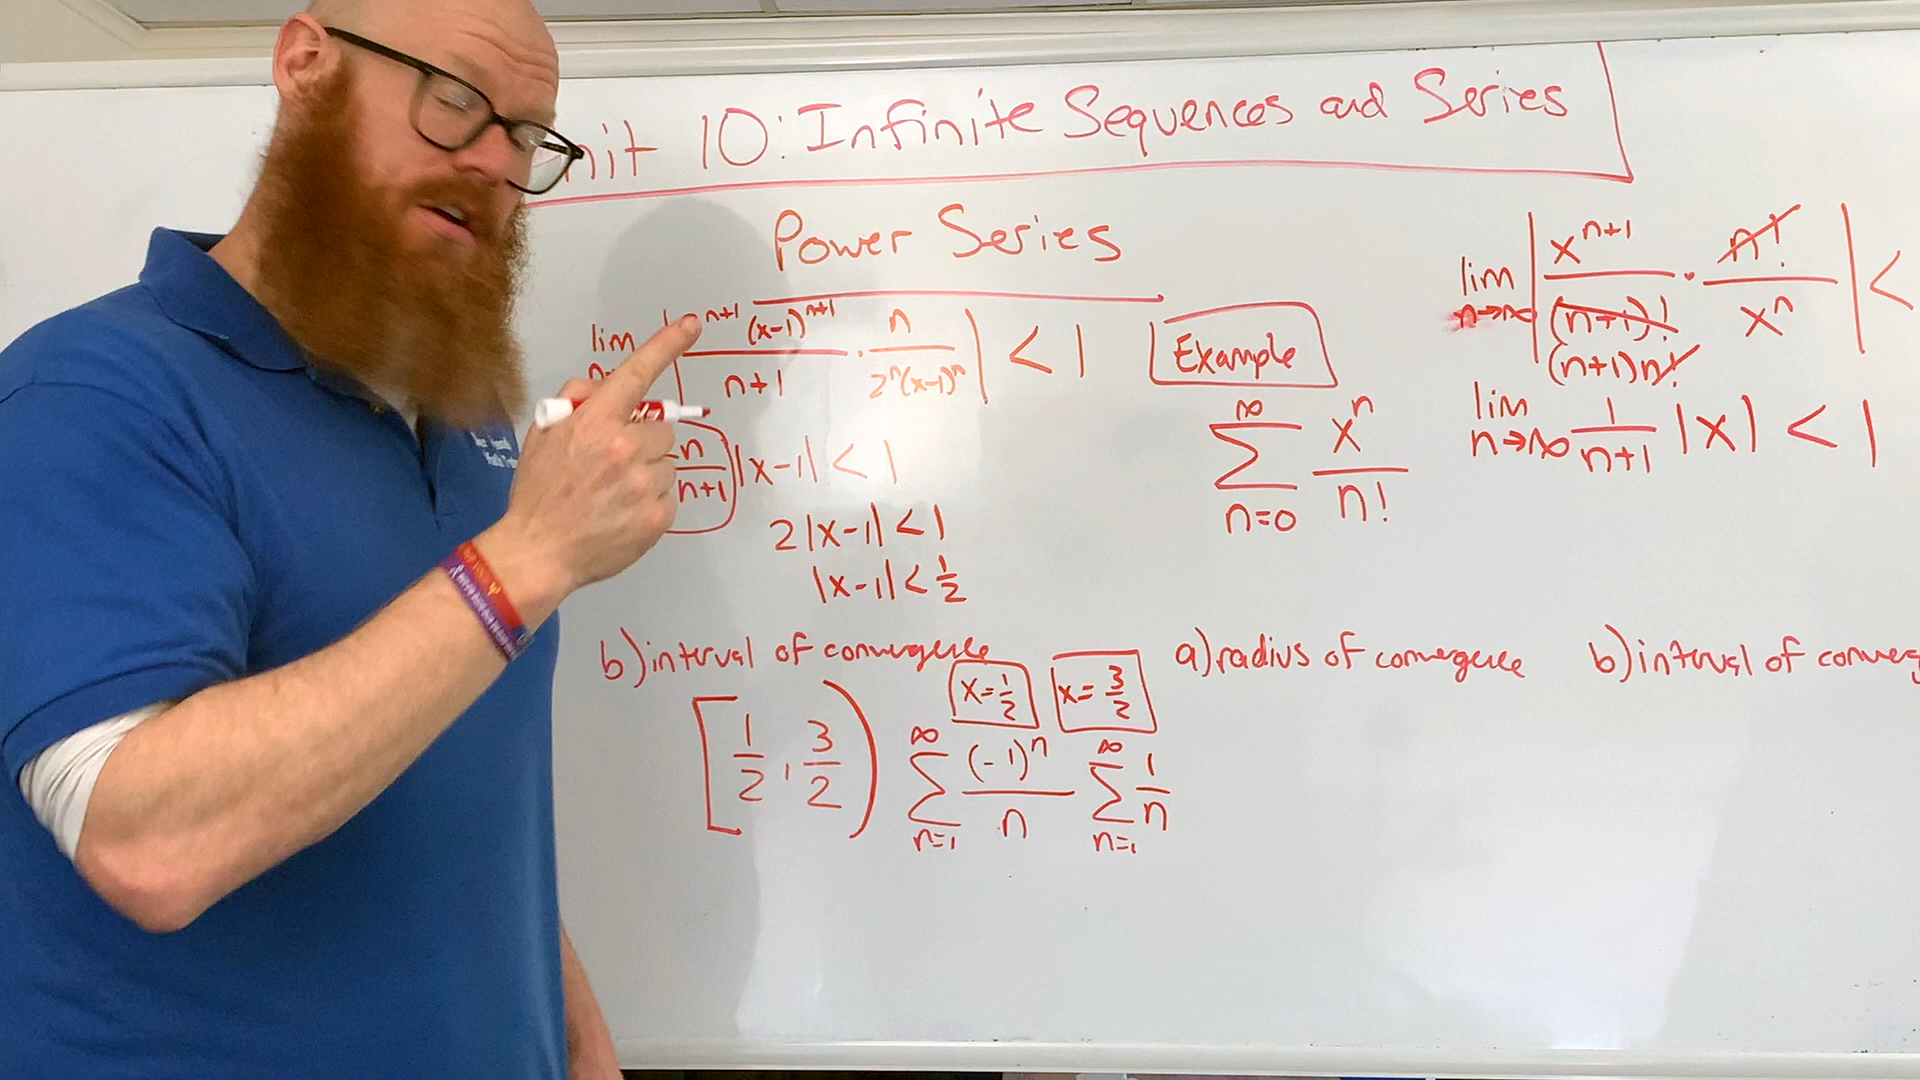 nit 10: Infinite Sequences and Series
Power Series
lim n+1 (x-1)^{n+1} / n+1 · n / 2^n(x-1)^n | < 1
n / n+1 |x-1| < 1
2|x-1| < 1
|x-1| < 1/2
b) interval of convergence
[1/2, 3/2)
x = 1/2
∞ Σ n=1 (-1)^n / n
x = 3/2
∞ Σ n=1 1/n
Example
∞ Σ n=0 x^n / n!
lim n→∞ | x^{n+1} / (n+1)! · n! / x^n | <
(n+1)n!
lim n→∞ 1 / n+1 |x| < 1
a) radius of convergence
b) interval of converg